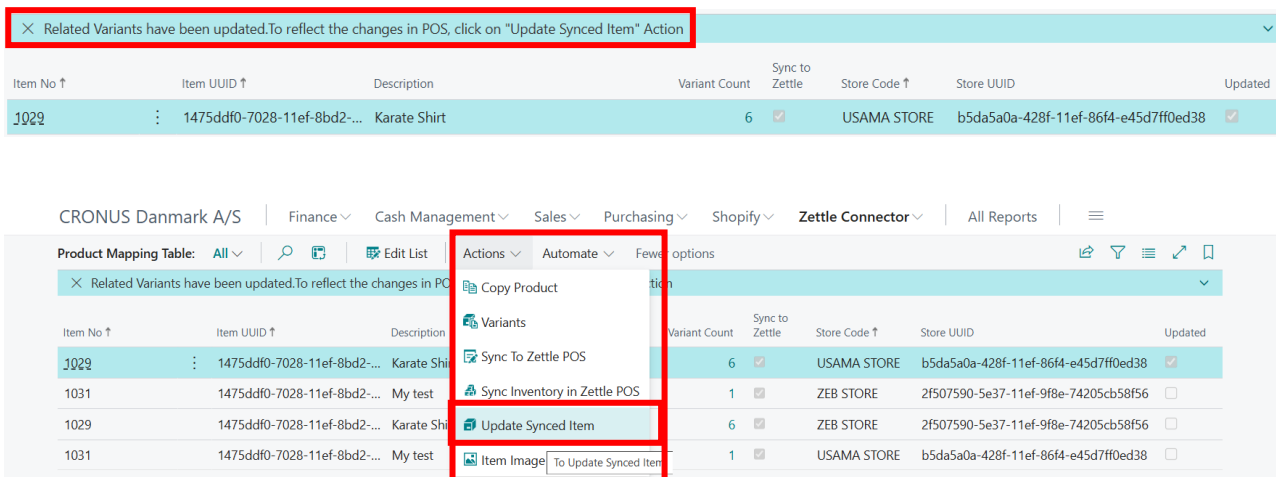 Related Variants have been updated.To reflect the changes in POS, click on "Update Synced Item" Action
Item No ↑ Item UUID ↑ Description Variant Count Sync to Zettle Store Code ↑ Store UUID Updated
1029 1475ddf0-7028-11ef-8bd2-... Karate Shirt 6 USAMA STORE b5da5a0a-428f-11ef-86f4-e45d7ff0ed38
CRONUS Danmark A/S Finance Cash Management Sales Purchasing Shopify Zettle Connector All Reports
Product Mapping Table: All Edit List Actions Automate Fewer options
Related Variants have been updated.To reflect the changes in PO
Copy Product
Variants
Item No ↑ Item UUID ↑ Description Variant Count Sync to Zettle Store Code ↑ Store UUID Updated
Sync To Zettle POS
1029 1475ddf0-7028-11ef-8bd2-... Karate Shi 6 USAMA STORE b5da5a0a-428f-11ef-86f4-e45d7ff0ed38
Sync Inventory in Zettle POS
1031 1475ddf0-7028-11ef-8bd2-... My test 1 ZEB STORE 2f507590-5e37-11ef-9f8e-74205cb58f56
Update Synced Item
1029 1475ddf0-7028-11ef-8bd2-... Karate Shi 6 ZEB STORE 2f507590-5e37-11ef-9f8e-74205cb58f56
Item Image
To Update Synced Item
1031 1475ddf0-7028-11ef-8bd2-... My test 1 USAMA STORE b5da5a0a-428f-11ef-86f4-e45d7ff0ed38